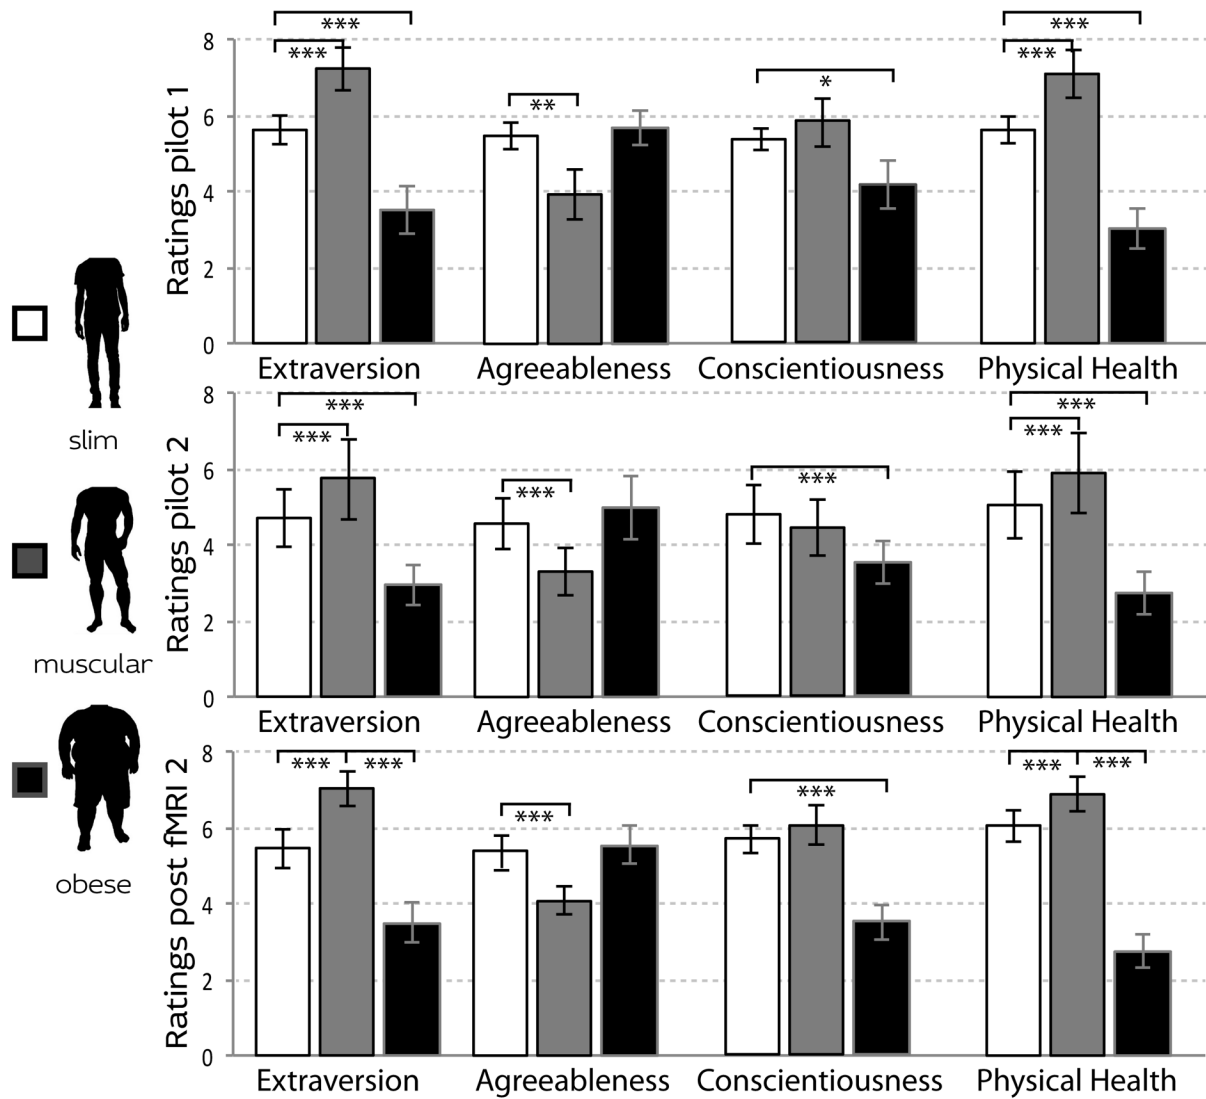 ***
***
***
***
**
*
***
***
8
6
4
2
0
Ratings pilot 1
Extraversion
Agreeableness
Conscientiousness
Physical Health
slim
***
***
***
***
***
***
8
6
4
2
0
Ratings pilot 2
Extraversion
Agreeableness
Conscientiousness
Physical Health
muscular
***
***
***
***
***
***
8
6
4
2
0
Ratings post fMRI 2
Extraversion
Agreeableness
Conscientiousness
Physical Health
obese